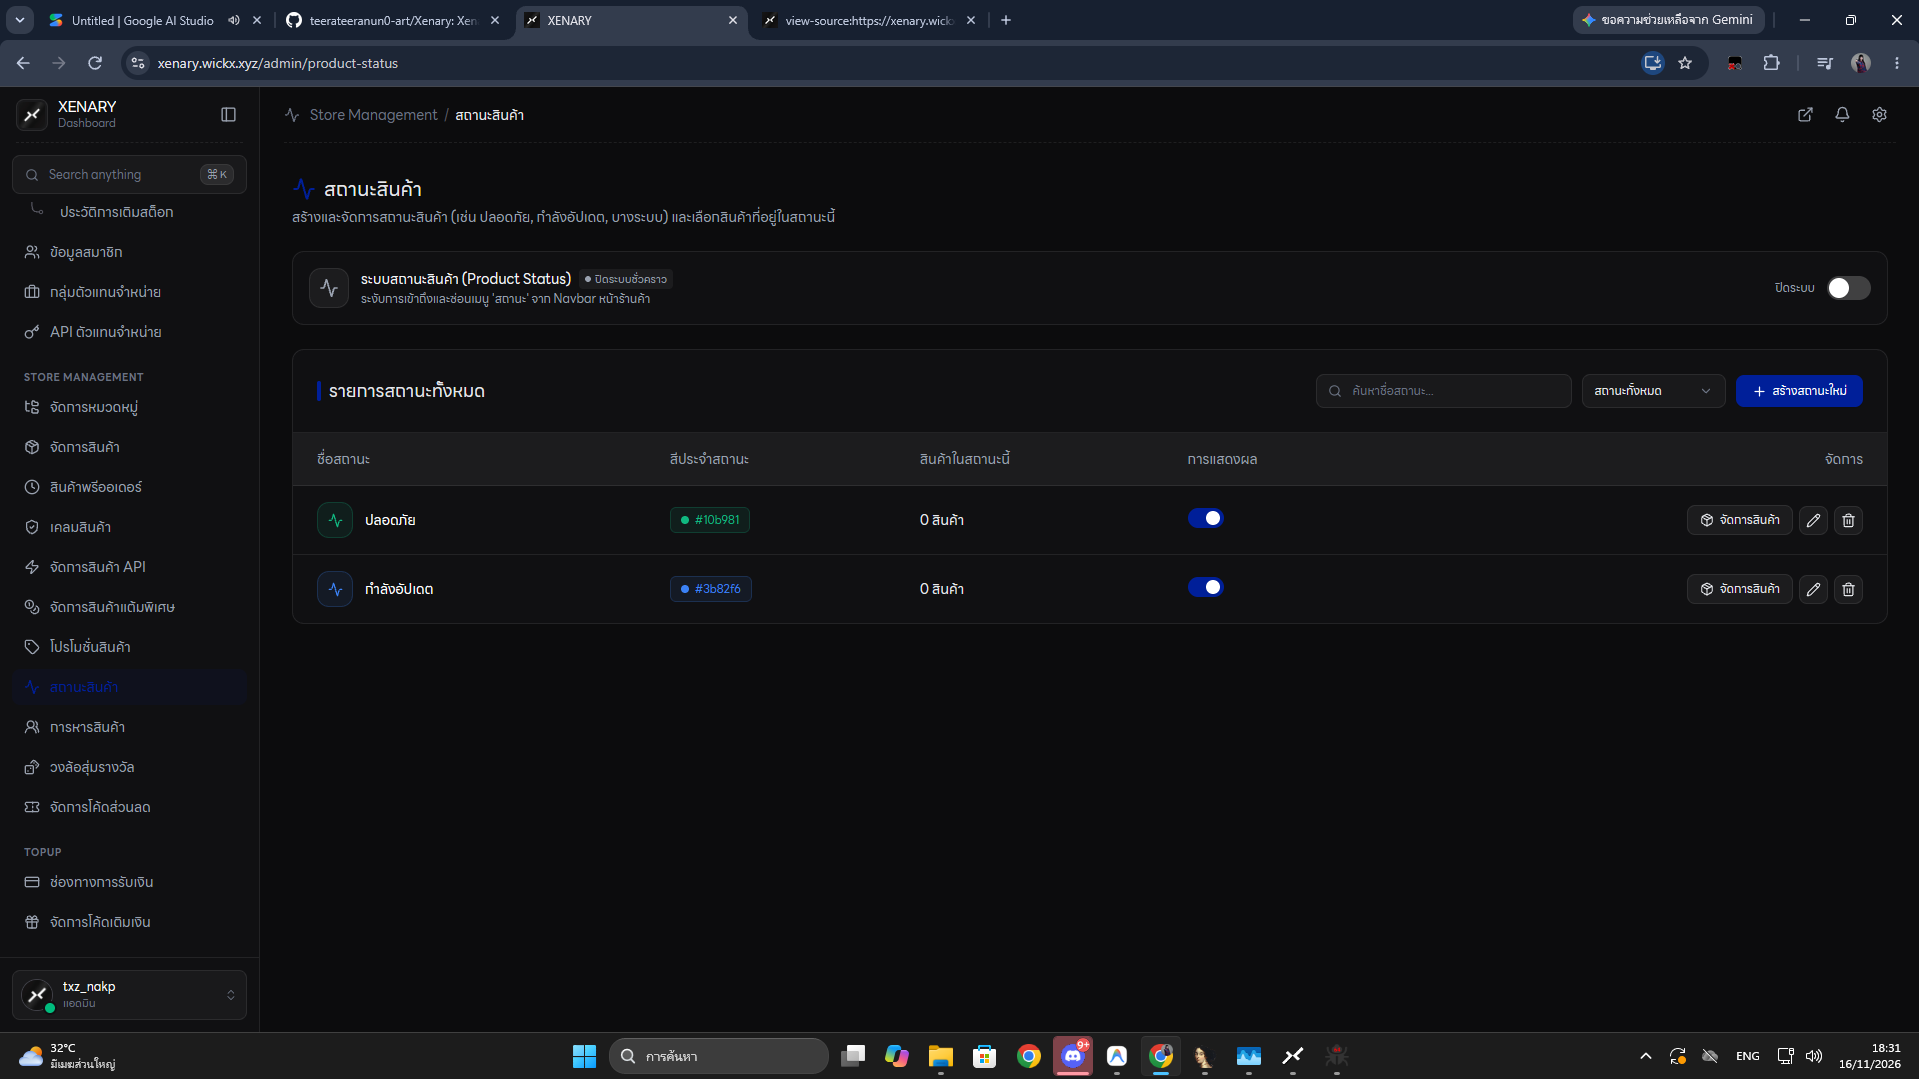 Untitled | Google AI Studio
teerateeranun0-art/Xenary: Xen
XENARY
view-source:https://xenary.wick
ขอความช่วยเหลือจาก Gemini
xenary.wickx.xyz/admin/product-status
XENARY
Dashboard
Search anything
⌘ K
ประวัติการเติมสต็อก
ข้อมูลสมาชิก
กลุ่มตัวแทนจำหน่าย
API ตัวแทนจำหน่าย
STORE MANAGEMENT
จัดการหมวดหมู่
จัดการสินค้า
สินค้าพรีออเดอร์
เคลมสินค้า
จัดการสินค้า API
จัดการสินค้าแต้มพิเศษ
โปรโมชั่นสินค้า
สถานะสินค้า
การหารสินค้า
วงล้อสุ่มรางวัล
จัดการโค้ดส่วนลด
TOPUP
ช่องทางการรับเงิน
จัดการโค้ดเติมเงิน
txz_nakp
แอดมิน
Store Management / สถานะสินค้า
สถานะสินค้า
สร้างและจัดการสถานะสินค้า (เช่น ปลอดภัย, กำลังอัปเดต, บางระบบ) และเลือกสินค้าที่อยู่ในสถานะนี้
ระบบสถานะสินค้า (Product Status)
ปิดระบบชั่วคราว
ระงับการเข้าถึงและซ่อนเมนู 'สถานะ' จาก Navbar หน้าร้านค้า
ปิดระบบ
รายการสถานะทั้งหมด
ค้นหาชื่อสถานะ...
สถานะทั้งหมด
สร้างสถานะใหม่
ชื่อสถานะ
สีประจำสถานะ
สินค้าในสถานะนี้
การแสดงผล
จัดการ
ปลอดภัย
#10b981
0 สินค้า
จัดการสินค้า
กำลังอัปเดต
#3b82f6
0 สินค้า
จัดการสินค้า
32°C
มีเมฆส่วนใหญ่
การค้นหา
9+
ENG
18:31
16/11/2026